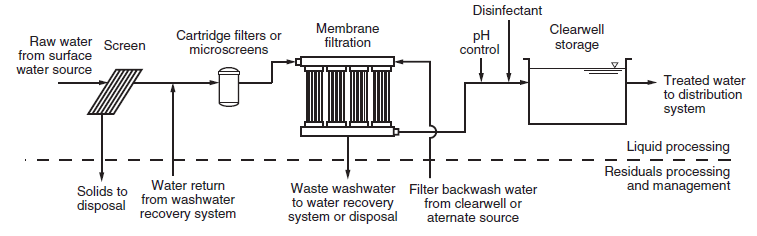 Disinfectant
Raw water
from surface
water source
Screen
Cartridge filters or
microscreens
Membrane
filtration
pH
control
Clearwell
storage
Treated water
to distribution
system
Liquid processing
Residuals processing
and management
Solids to
disposal
Water return
from washwater
recovery system
Waste washwater
to water recovery
system or disposal
Filter backwash water
from clearwell or
aternate source